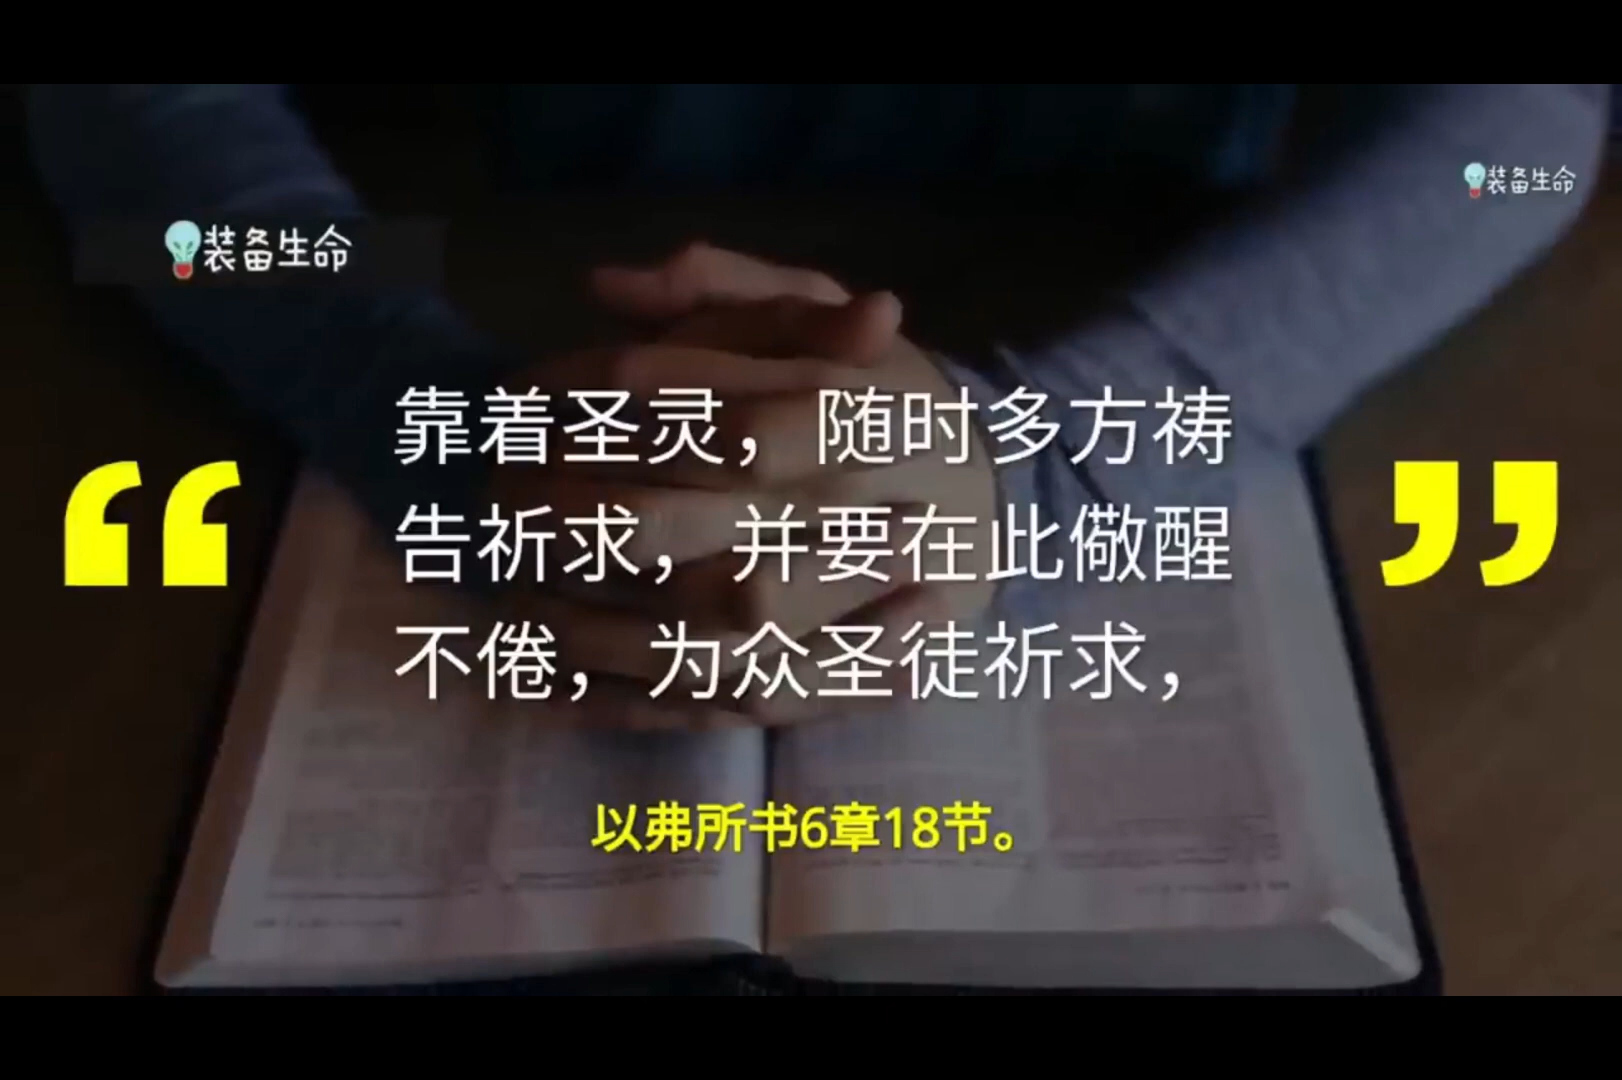 装备生命
装备生命
“靠着圣灵，随时多方祷
告祈求，并要在此儆醒
不倦，为众圣徒祈求，”
以弗所书6章18节。